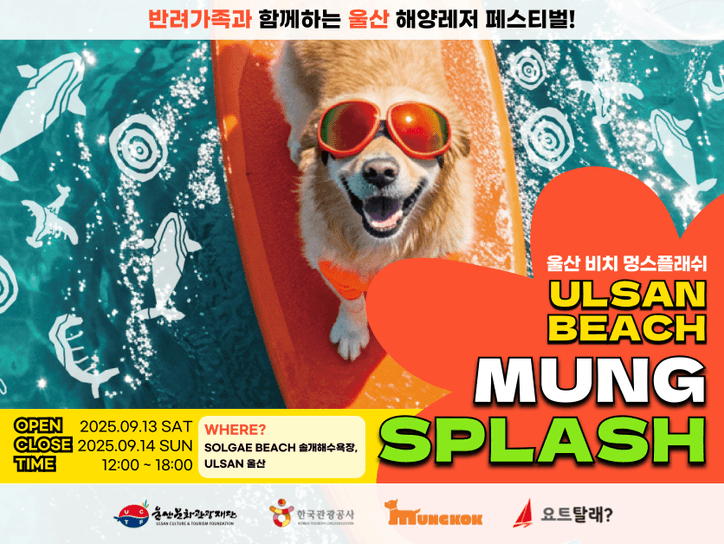 반려가족과 함께하는 울산 해양레저 페스티벌!
울산 비치 멍스플래쉬
ULSAN
BEACH
MUNG
SPLASH
OPEN 2025.09.13 SAT
CLOSE 2025.09.14 SUN
TIME 12:00 ~ 18:00
WHERE?
SOLGAE BEACH 솔개해수욕장,
ULSAN 울산
울산문화관광재단
ULSAN CULTURE & TOURISM FOUNDATION
한국관광공사
KOREA TOURISM ORGANIZATION
MUNGKOK
요트탈래?